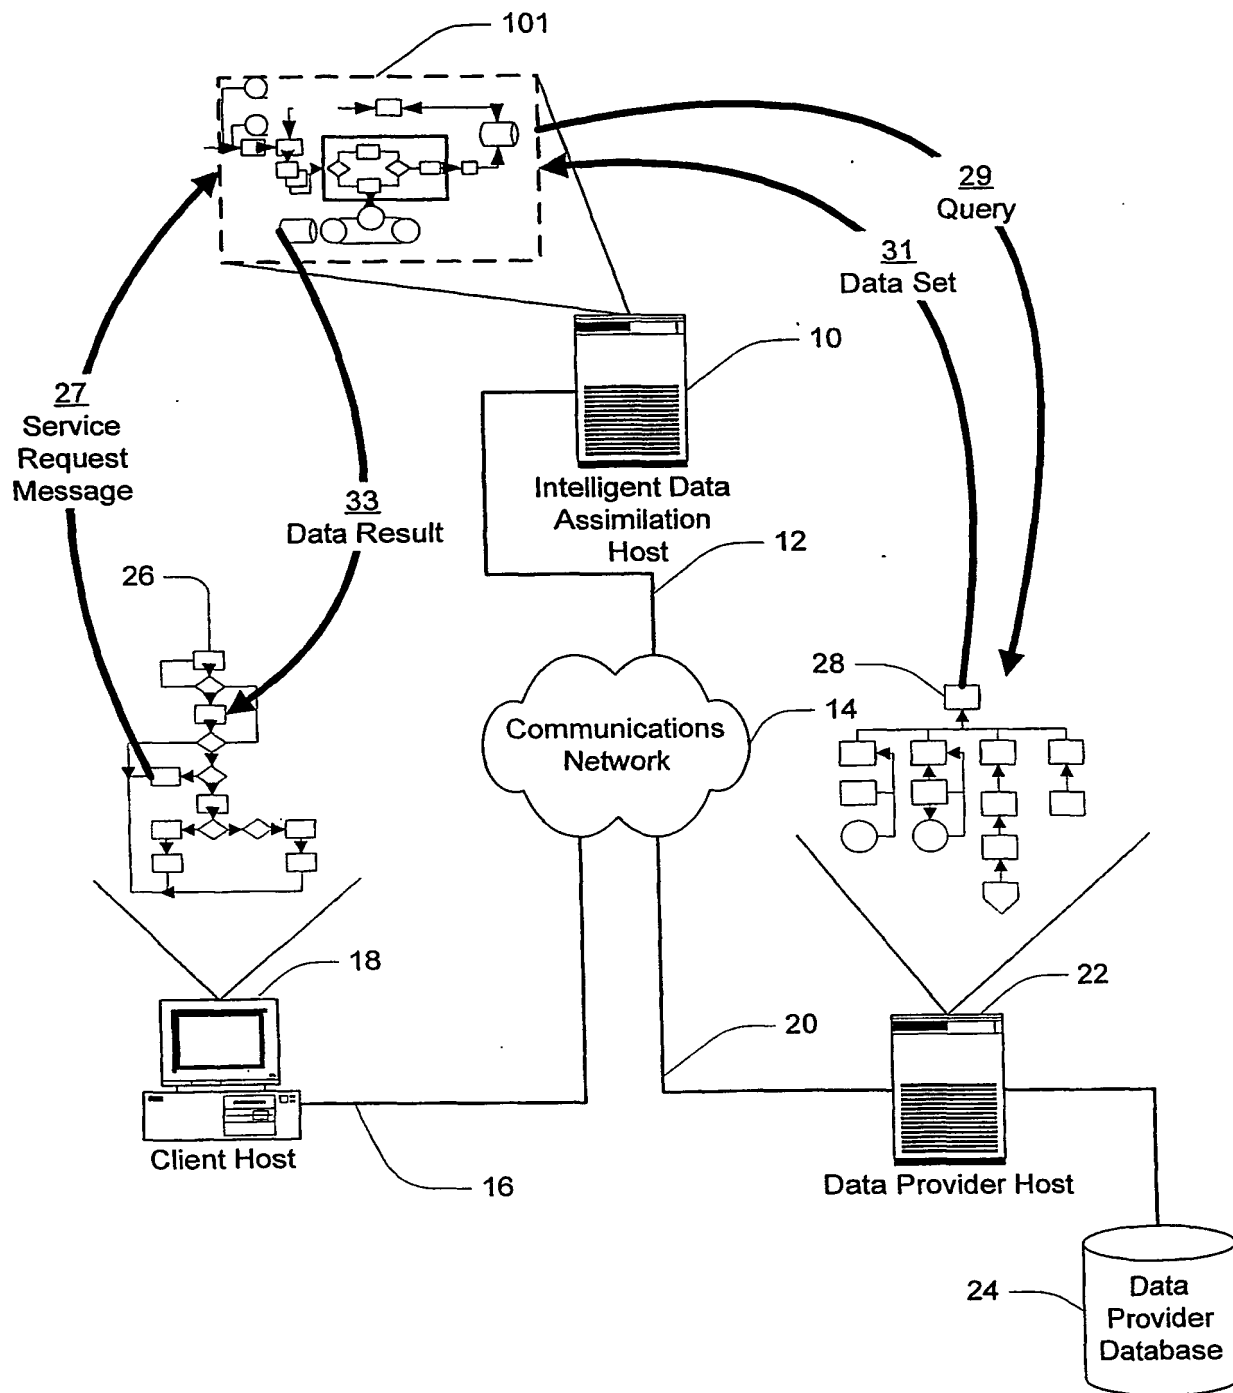 101
29
Query
31
Data Set
10
27
Service
Request
Message
33
Data Result
Intelligent Data
Assimilation
Host
12
26
28
14
Communications
Network
18
22
20
Client Host
16
Data Provider Host
24
Data
Provider
Database